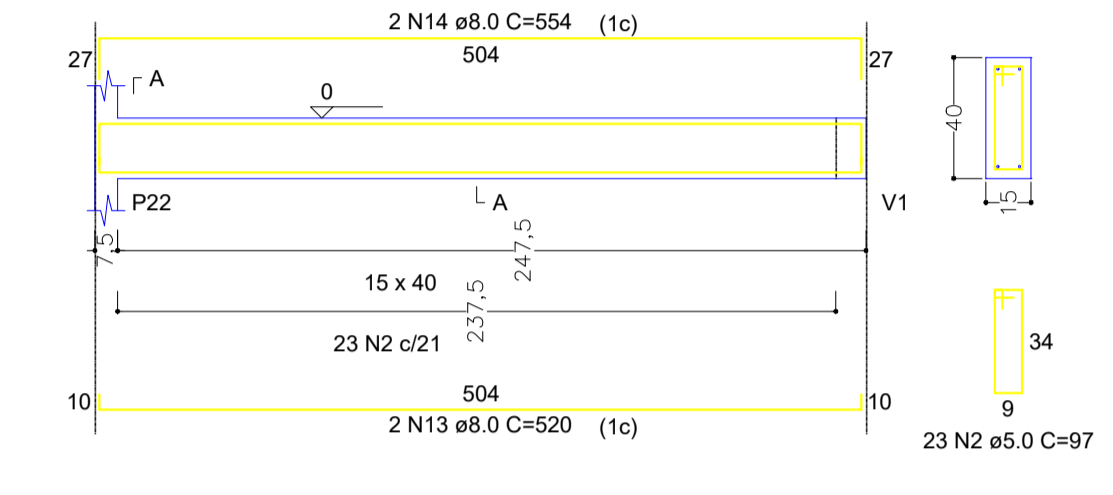 2 N14 ø8.0 C=554 (1c)
27
504
27
A
0
40
P22
A
V1
15
7,5
247,5
15 x 40
237,5
23 N2 c/21
34
10
504
10
2 N13 ø8.0 C=520 (1c)
9
23 N2 ø5.0 C=97